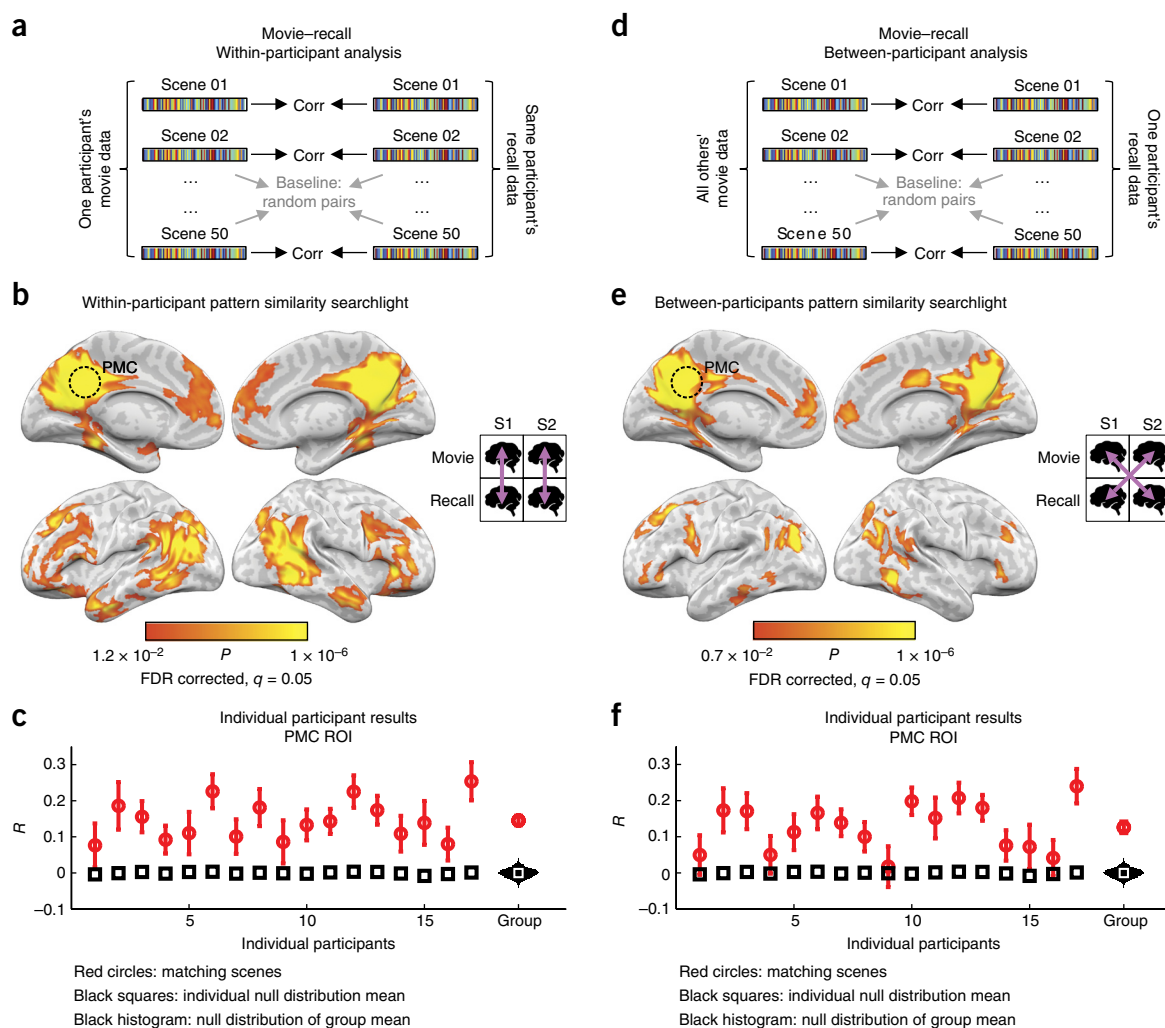 a
Movie–recall
Within-participant analysis
One participant's
movie data
Scene 01
Corr
Scene 01
Scene 02
Corr
Scene 02
...
Baseline:
random pairs
...
...
...
Scene 50
Corr
Scene 50
Same participant's
recall data
b
Within-participant pattern similarity searchlight
PMC
S1 S2
Movie
Recall
1.2 × 10−2
P
1 × 10−6
FDR corrected, q = 0.05
c
Individual participant results
PMC ROI
R
0.3
0.2
0.1
0
–0.1
5 10 15 Group
Individual participants
Red circles: matching scenes
Black squares: individual null distribution mean
Black histogram: null distribution of group mean
d
Movie–recall
Between-participant analysis
All others'
movie data
Scene 01
Corr
Scene 01
Scene 02
Corr
Scene 02
...
Baseline:
random pairs
...
...
...
Scene 50
Corr
Scene 50
One participant's
recall data
e
Between-participants pattern similarity searchlight
PMC
S1 S2
Movie
Recall
0.7 × 10−2
P
1 × 10−6
FDR corrected, q = 0.05
f
Individual participant results
PMC ROI
R
0.3
0.2
0.1
0
–0.1
5 10 15 Group
Individual participants
Red circles: matching scenes
Black squares: individual null distribution mean
Black histogram: null distribution of group mean